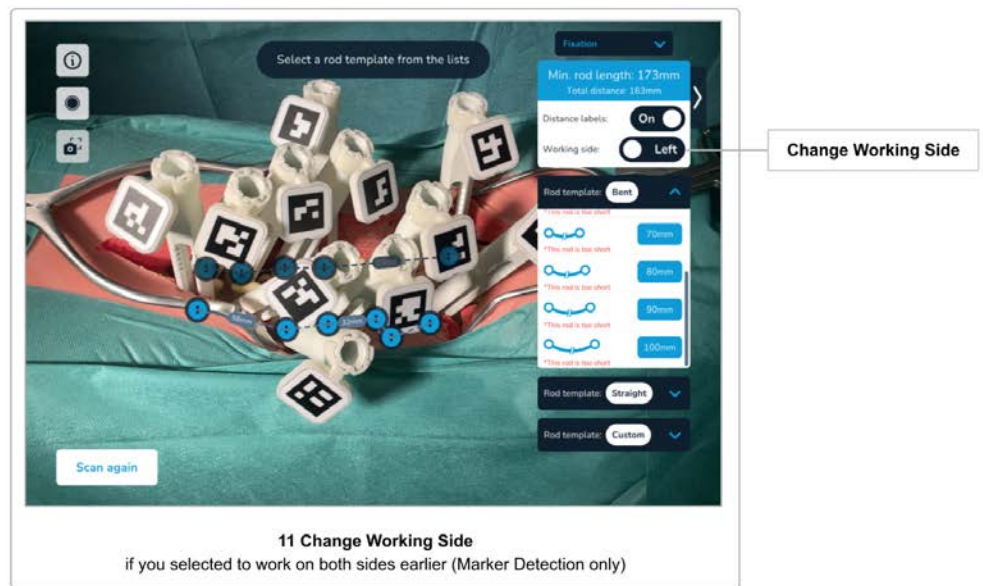 Select a rod template from the lists
Fixation
Min. rod length: 173mm
Total distance: 163mm
Distance labels: On
Working side: Left
Change Working Side
Rod template: Bent
*This rod is too short
70mm
*This rod is too short
80mm
*This rod is too short
90mm
*This rod is too short
100mm
*This rod is too short
Rod template: Straight
Rod template: Custom
Scan again
11 Change Working Side
if you selected to work on both sides earlier (Marker Detection only)